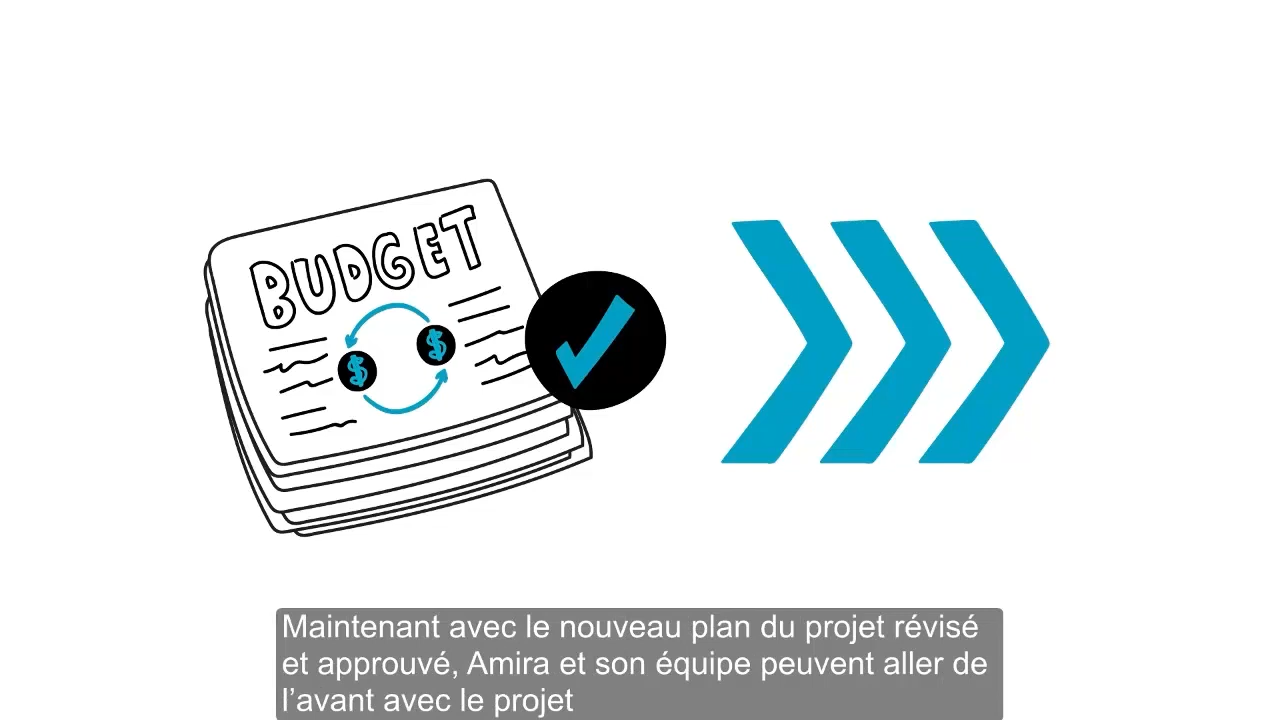 BUDGET
$
$
Maintenant avec le nouveau plan du projet révisé
et approuvé, Amira et son équipe peuvent aller de
l’avant avec le projet